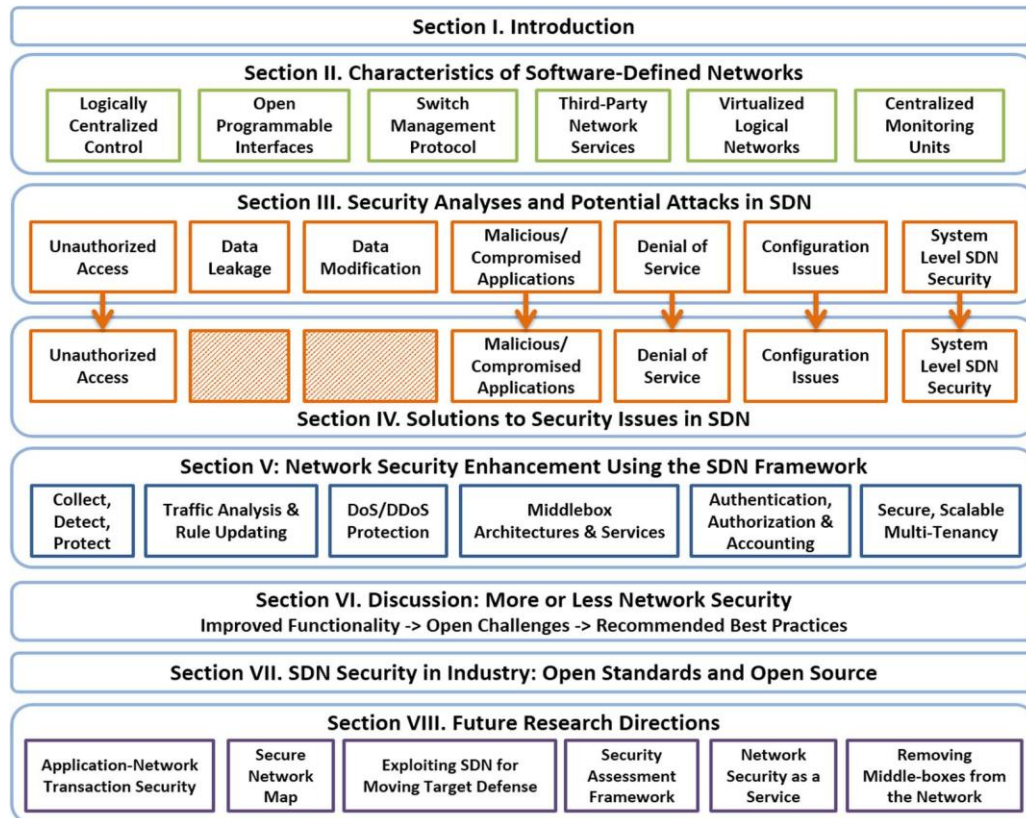 Section I. Introduction
Section II. Characteristics of Software-Defined Networks
Logically
Centralized
Control
Open
Programmable
Interfaces
Switch
Management
Protocol
Third-Party
Network
Services
Virtualized
Logical
Networks
Centralized
Monitoring
Units
Section III. Security Analyses and Potential Attacks in SDN
Unauthorized
Access
Data
Leakage
Data
Modification
Malicious/
Compromised
Applications
Denial of
Service
Configuration
Issues
System
Level SDN
Security
Unauthorized
Access
Malicious/
Compromised
Applications
Denial of
Service
Configuration
Issues
System
Level SDN
Security
Section IV. Solutions to Security Issues in SDN
Section V: Network Security Enhancement Using the SDN Framework
Collect,
Detect,
Protect
Traffic Analysis &
Rule Updating
DoS/DDoS
Protection
Middlebox
Architectures & Services
Authentication,
Authorization &
Accounting
Secure, Scalable
Multi-Tenancy
Section VI. Discussion: More or Less Network Security
Improved Functionality -> Open Challenges -> Recommended Best Practices
Section VII. SDN Security in Industry: Open Standards and Open Source
Section VIII. Future Research Directions
Application-Network
Transaction Security
Secure
Network
Map
Exploiting SDN for
Moving Target Defense
Security
Assessment
Framework
Network
Security as a
Service
Removing
Middle-boxes from
the Network